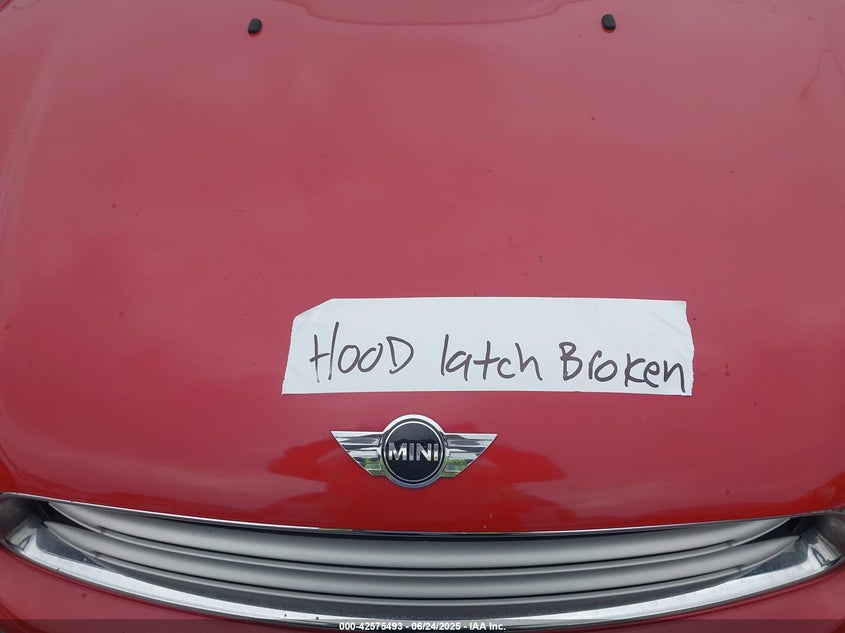 HOOD latch Broken
MINI
000-42575493 - 06/24/2025 - IAA Inc.